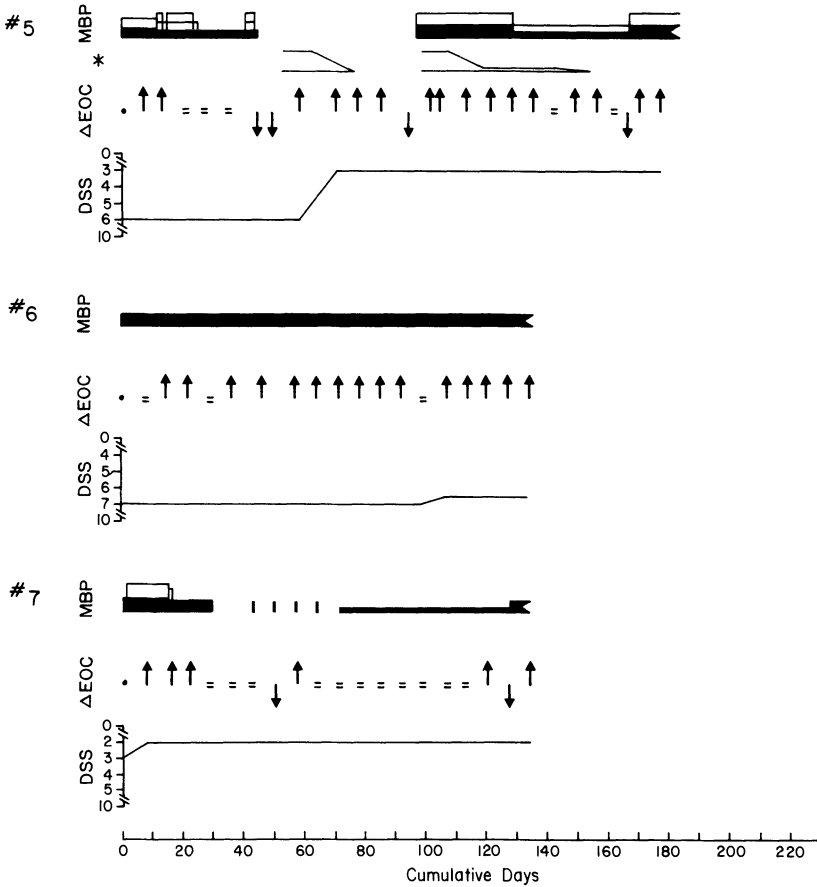 #5
MBP
*
ΔEOC
= = = = =
DSS
0
3
4
5
6
10
#6
MBP
ΔEOC
= = =
DSS
0
4
5
6
7
10
#7
MBP
ΔEOC
= = = = = = = = = = =
DSS
0
2
3
4
5
10
0 20 40 60 80 100 120 140 160 180 200 220
Cumulative Days